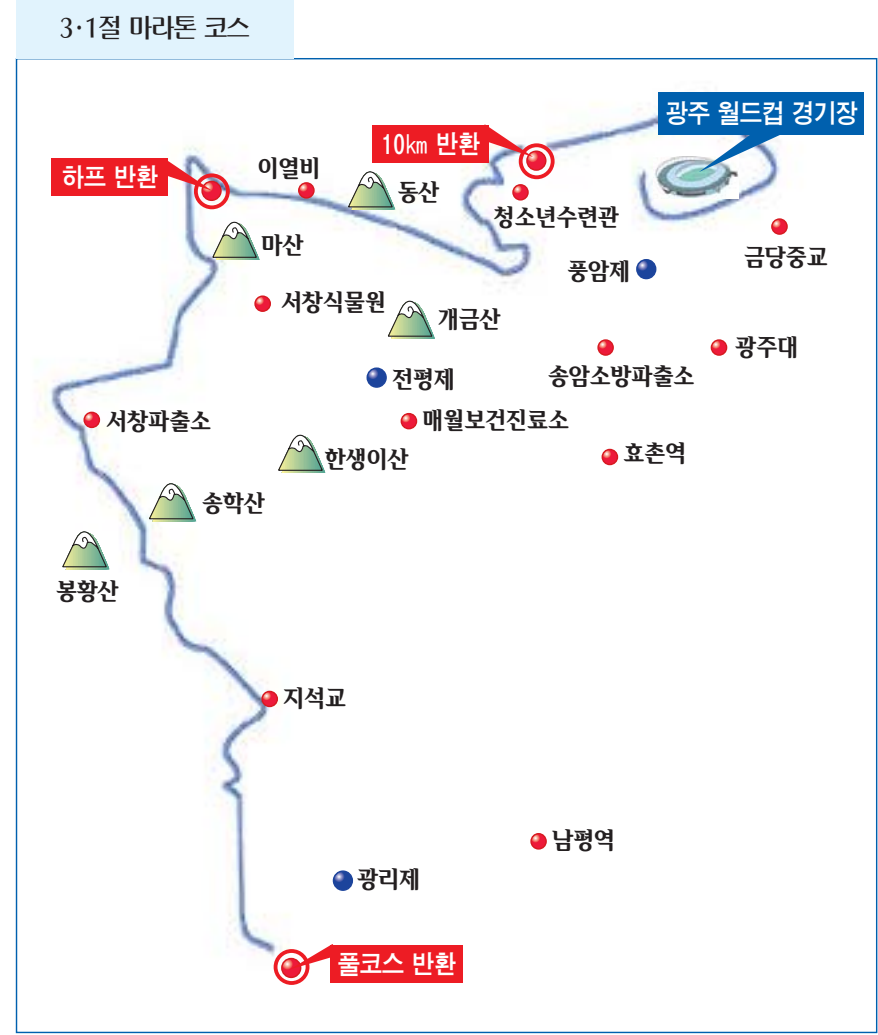 3·1절 마라톤 코스
광주 월드컵 경기장
10km 반환
하프 반환
이열비
동산
청소년수련관
마산
금당중교
풍암제
서창식물원
개금산
광주대
송암소방파출소
전평제
서창파출소
매월보건진료소
한생이산
효촌역
송학산
봉황산
지석교
남평역
광리제
풀코스 반환